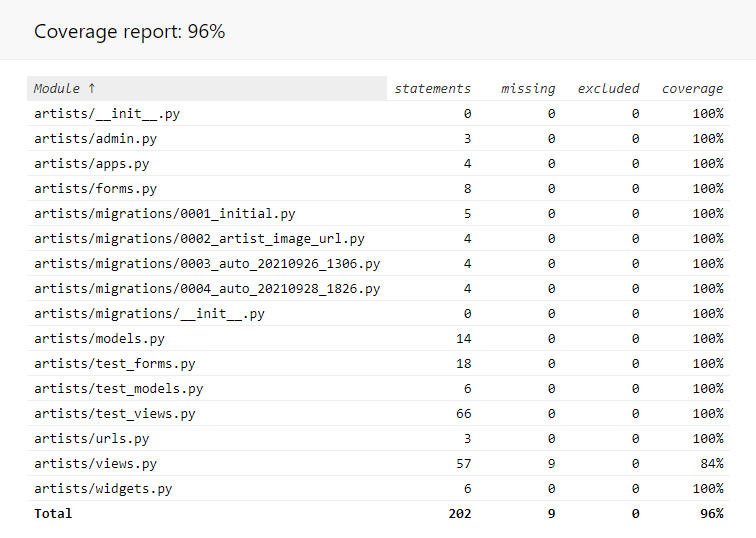 Coverage report: 96%
Module ↑ statements missing excluded coverage
artists/__init__.py 0 0 0 100%
artists/admin.py 3 0 0 100%
artists/apps.py 4 0 0 100%
artists/forms.py 8 0 0 100%
artists/migrations/0001_initial.py 5 0 0 100%
artists/migrations/0002_artist_image_url.py 4 0 0 100%
artists/migrations/0003_auto_20210926_1306.py 4 0 0 100%
artists/migrations/0004_auto_20210928_1826.py 4 0 0 100%
artists/migrations/__init__.py 0 0 0 100%
artists/models.py 14 0 0 100%
artists/test_forms.py 18 0 0 100%
artists/test_models.py 6 0 0 100%
artists/test_views.py 66 0 0 100%
artists/urls.py 3 0 0 100%
artists/views.py 57 9 0 84%
artists/widgets.py 6 0 0 100%
Total 202 9 0 96%